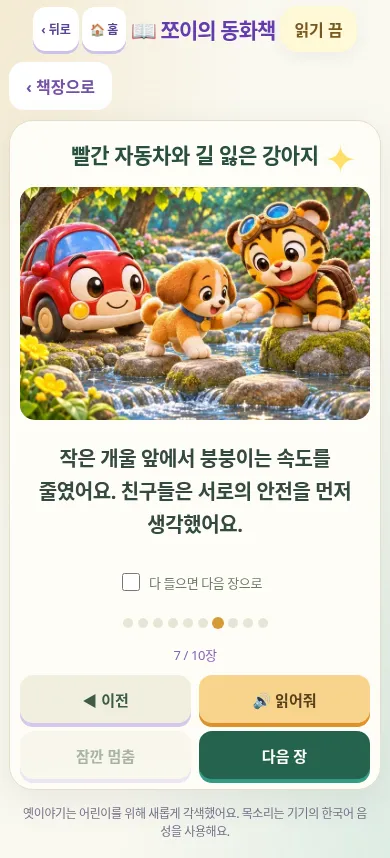 ‹ 뒤로
🏠 홈
📖 쪼이의 동화책
읽기 끔
‹ 책장으로
빨간 자동차와 길 잃은 강아지
작은 개울 앞에서 붕붕이는 속도를
줄였어요. 친구들은 서로의 안전을 먼저
생각했어요.
다 들으면 다음 장으로
7 / 10장
◀ 이전
🔊 읽어줘
잠깐 멈춤
다음 장
옛이야기는 어린이를 위해 새롭게 각색했어요. 목소리는 기기의 한국어 음
성을 사용해요.